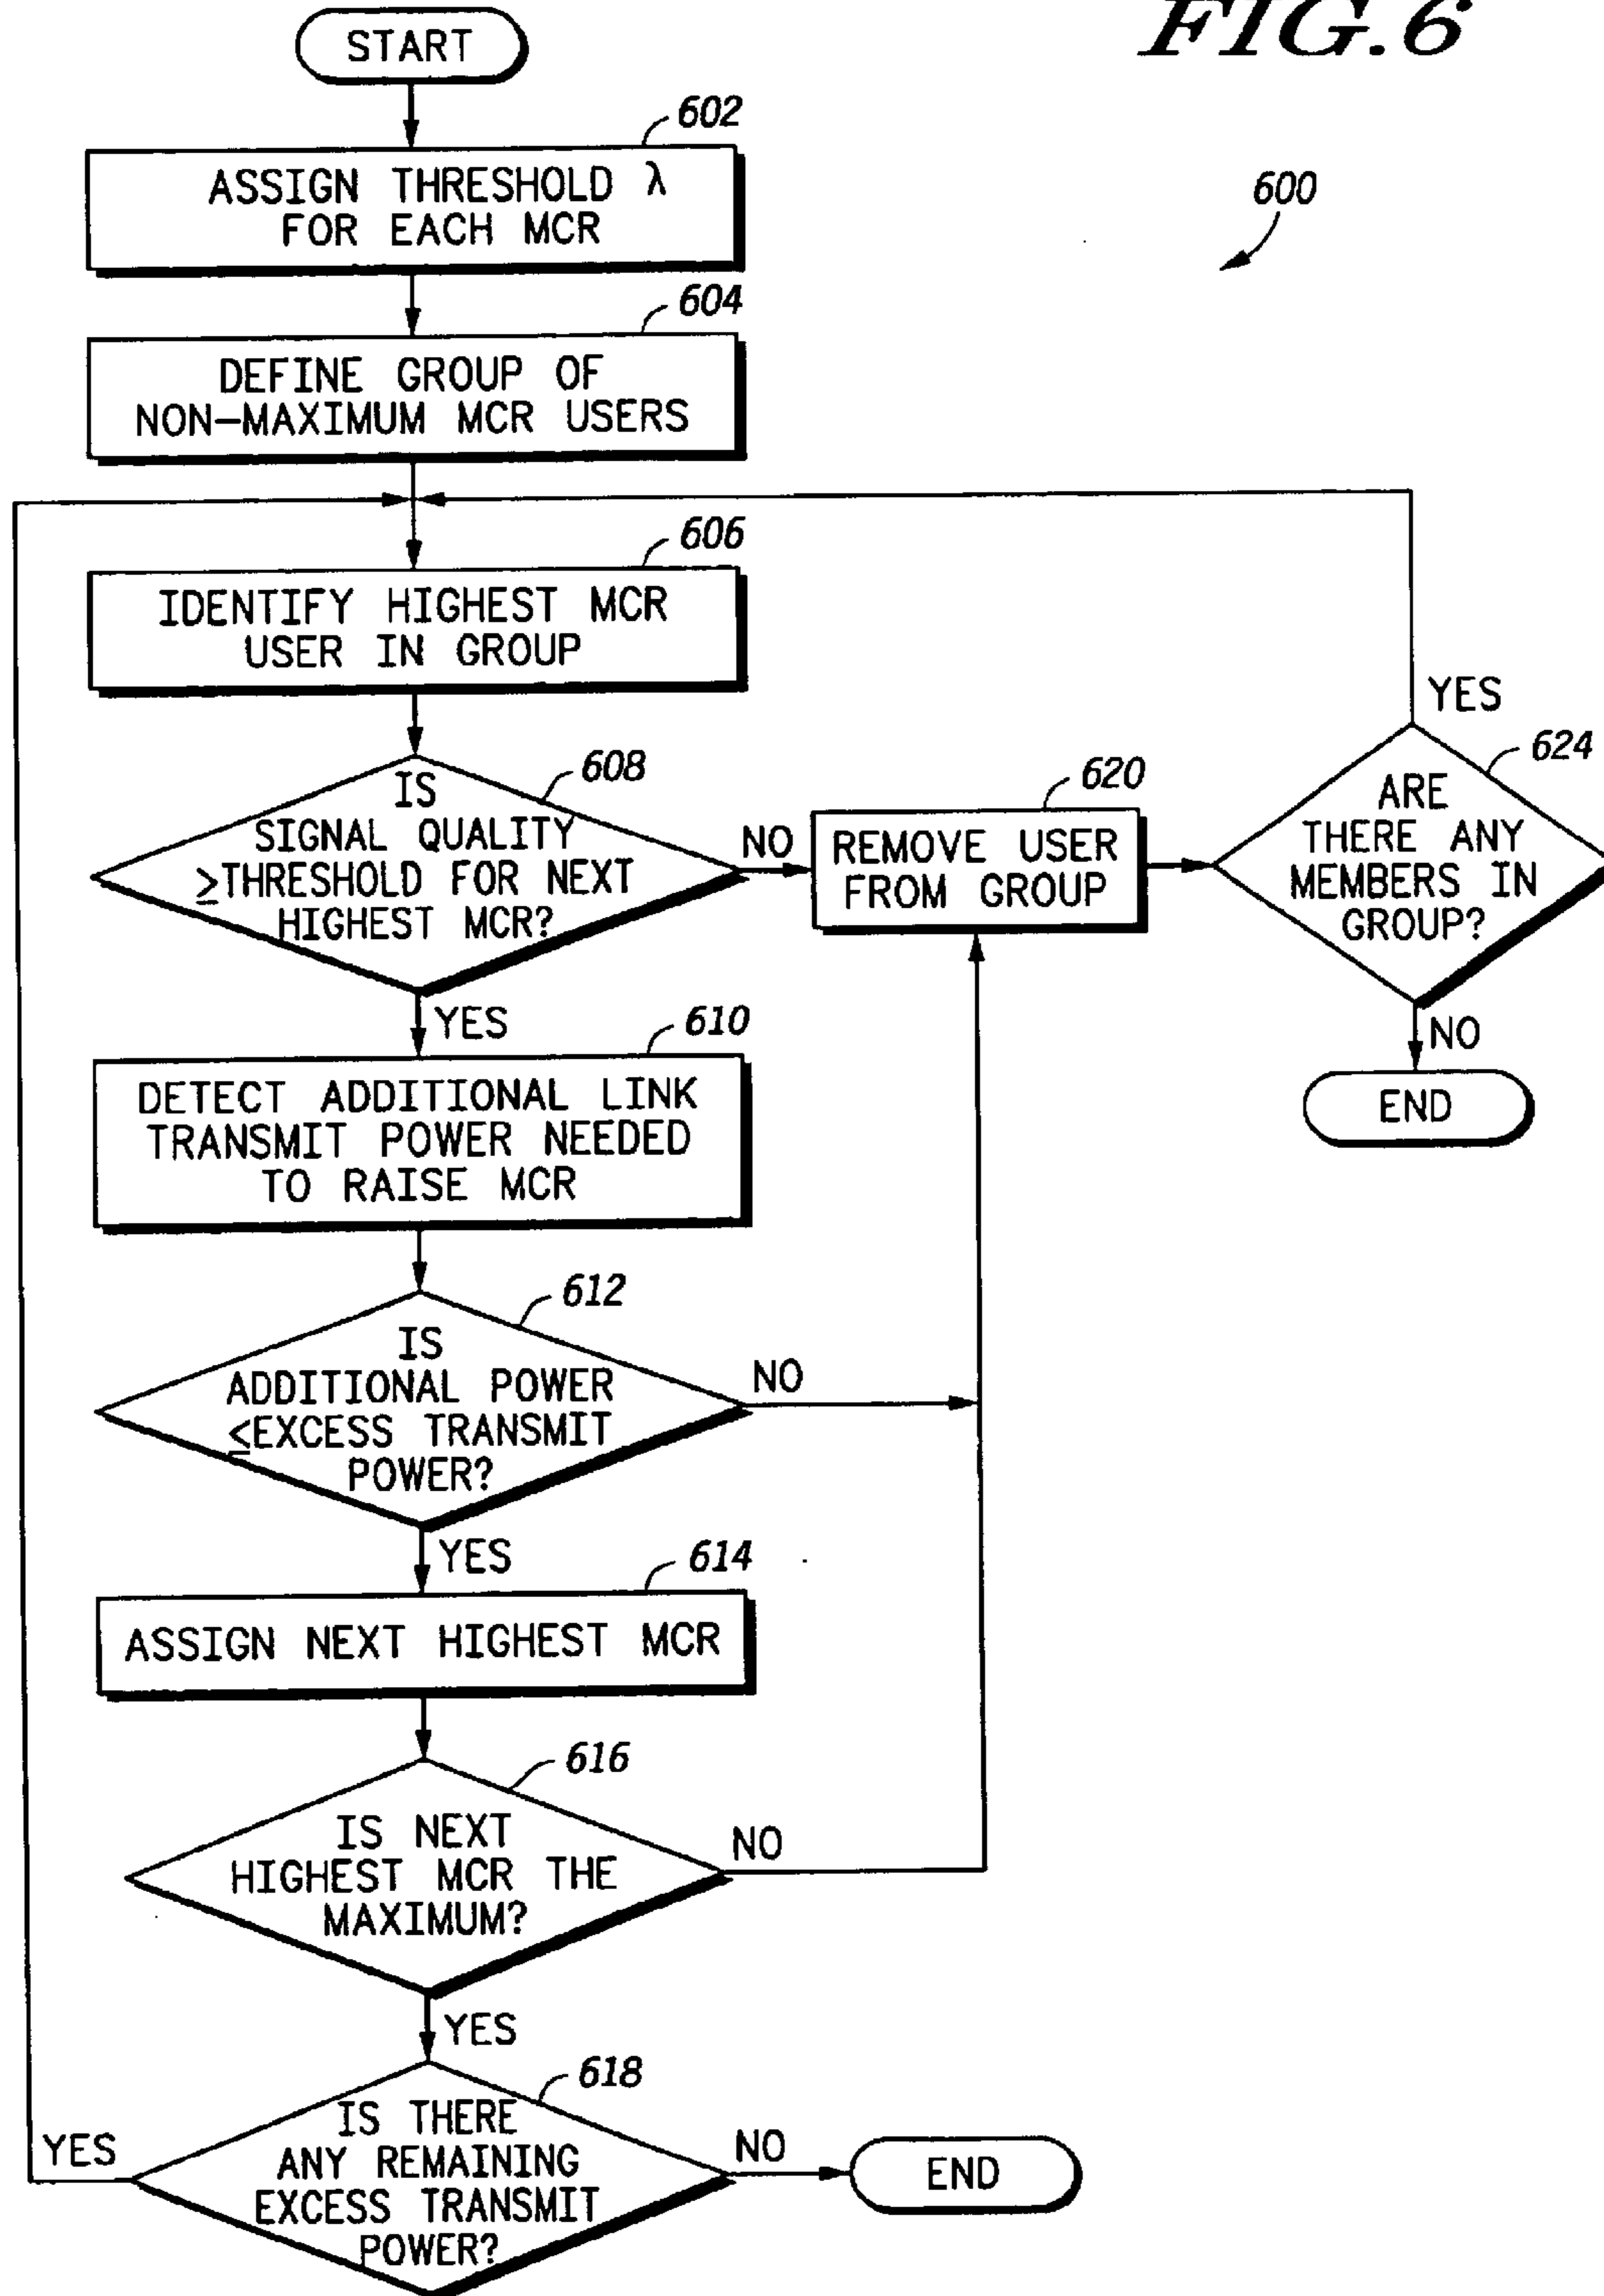 FIG.6
START
602
ASSIGN THRESHOLD λ
FOR EACH MCR
600
604
DEFINE GROUP OF
NON-MAXIMUM MCR USERS
606
IDENTIFY HIGHEST MCR
USER IN GROUP
608
IS
SIGNAL QUALITY
≥THRESHOLD FOR NEXT
HIGHEST MCR?
NO
620
REMOVE USER
FROM GROUP
YES
624
ARE
THERE ANY
MEMBERS IN
GROUP?
NO
END
YES
610
DETECT ADDITIONAL LINK
TRANSMIT POWER NEEDED
TO RAISE MCR
612
IS
ADDITIONAL POWER
≤EXCESS TRANSMIT
POWER?
NO
YES
614
ASSIGN NEXT HIGHEST MCR
616
IS NEXT
HIGHEST MCR THE
MAXIMUM?
NO
YES
618
IS THERE
ANY REMAINING
EXCESS TRANSMIT
POWER?
YES
NO
END